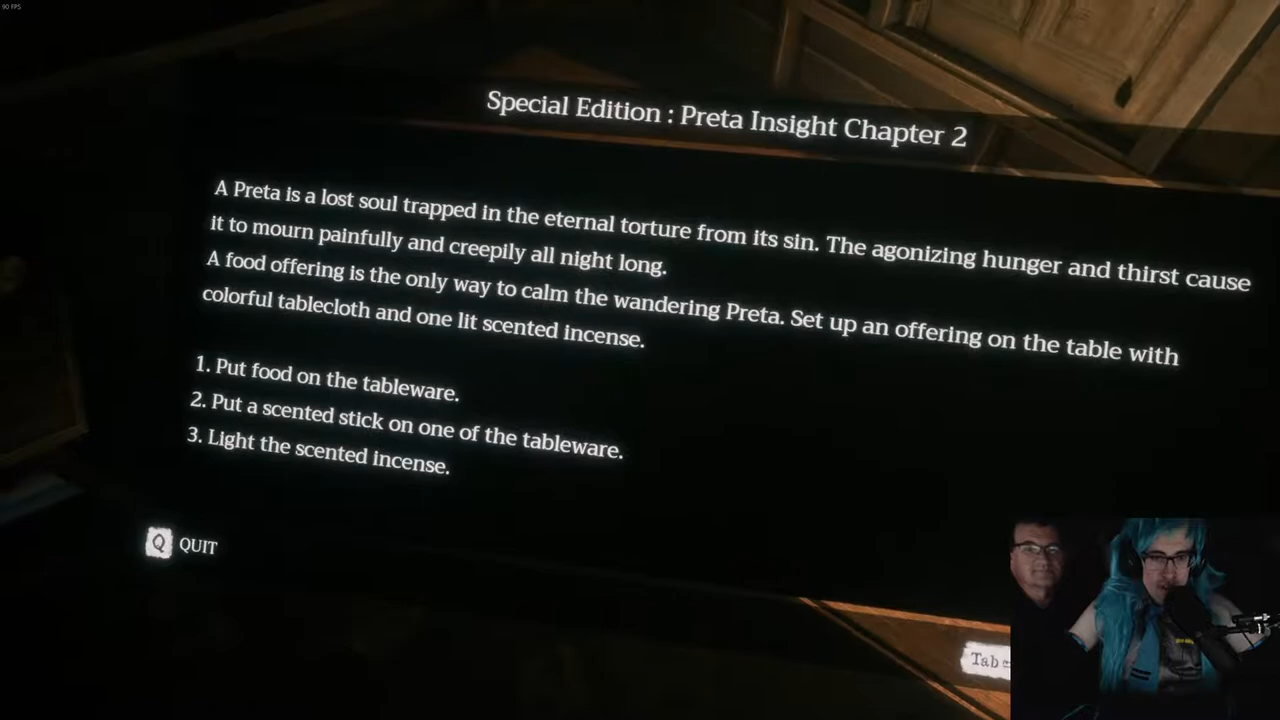 90 FPS
Special Edition : Preta Insight Chapter 2
A Preta is a lost soul trapped in the eternal torture from its sin. The agonizing hunger and thirst cause
it to mourn painfully and creepily all night long.
A food offering is the only way to calm the wandering Preta. Set up an offering on the table with
colorful tablecloth and one lit scented incense.
1. Put food on the tableware.
2. Put a scented stick on one of the tableware.
3. Light the scented incense.
Q QUIT
Tab